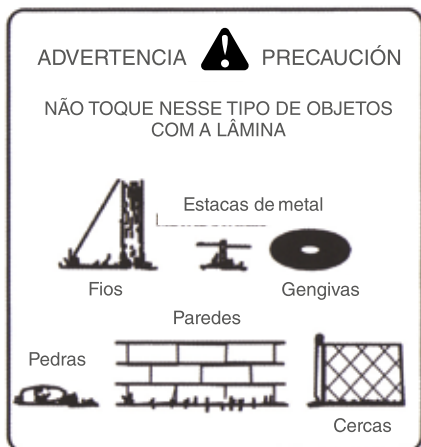 ADVERTENCIA PRECAUCIÓN
NÃO TOQUE NESSE TIPO DE OBJETOS
COM A LÂMINA
Estacas de metal
Fios
Gengivas
Paredes
Pedras
Cercas